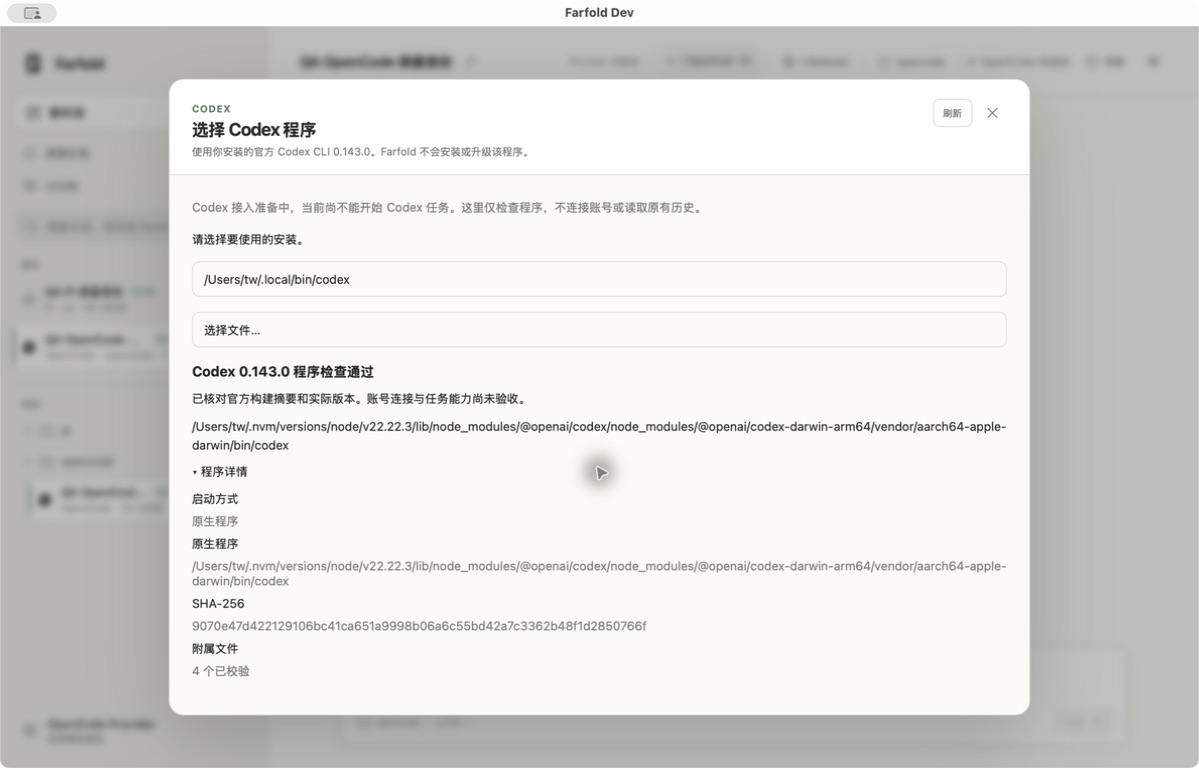 Farfold Dev
Farfold
CODEX
选择 Codex 程序
使用你安装的官方 Codex CLI 0.143.0。Farfold 不会安装或升级该程序。
刷新
Codex 接入准备中，当前尚不能开始 Codex 任务。这里仅检查程序，不连接账号或读取原有历史。
请选择要使用的安装。
/Users/tw/.local/bin/codex
选择文件...
Codex 0.143.0 程序检查通过
已核对官方构建摘要和实际版本。账号连接与任务能力尚未验收。
/Users/tw/.nvm/versions/node/v22.22.3/lib/node_modules/@openai/codex/node_modules/@openai/codex-darwin-arm64/vendor/aarch64-apple-
darwin/bin/codex
程序详情
启动方式
原生程序
原生程序
/Users/tw/.nvm/versions/node/v22.22.3/lib/node_modules/@openai/codex/node_modules/@openai/codex-darwin-arm64/vendor/aarch64-apple-
darwin/bin/codex
SHA-256
9070e47d422129106bc41ca651a9998b06a6c55bd42a7c3362b48f1d2850766f
附属文件
4 个已校验
OpenCode Provider